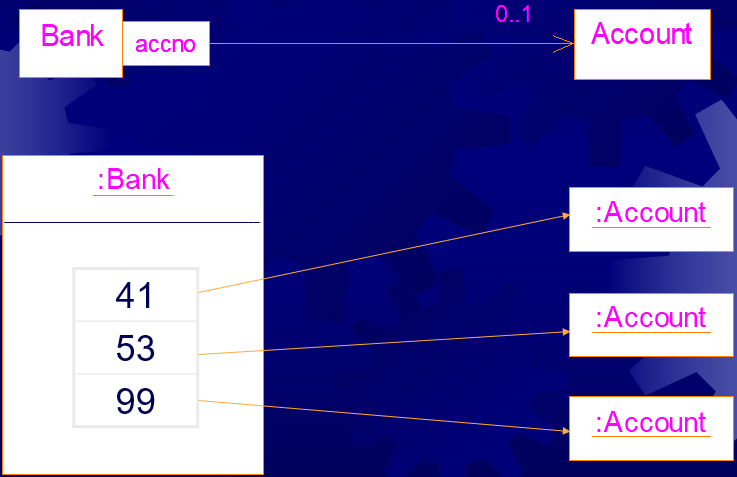 0..1
Bank
accno
Account
:Bank
41
53
99
:Account
:Account
:Account